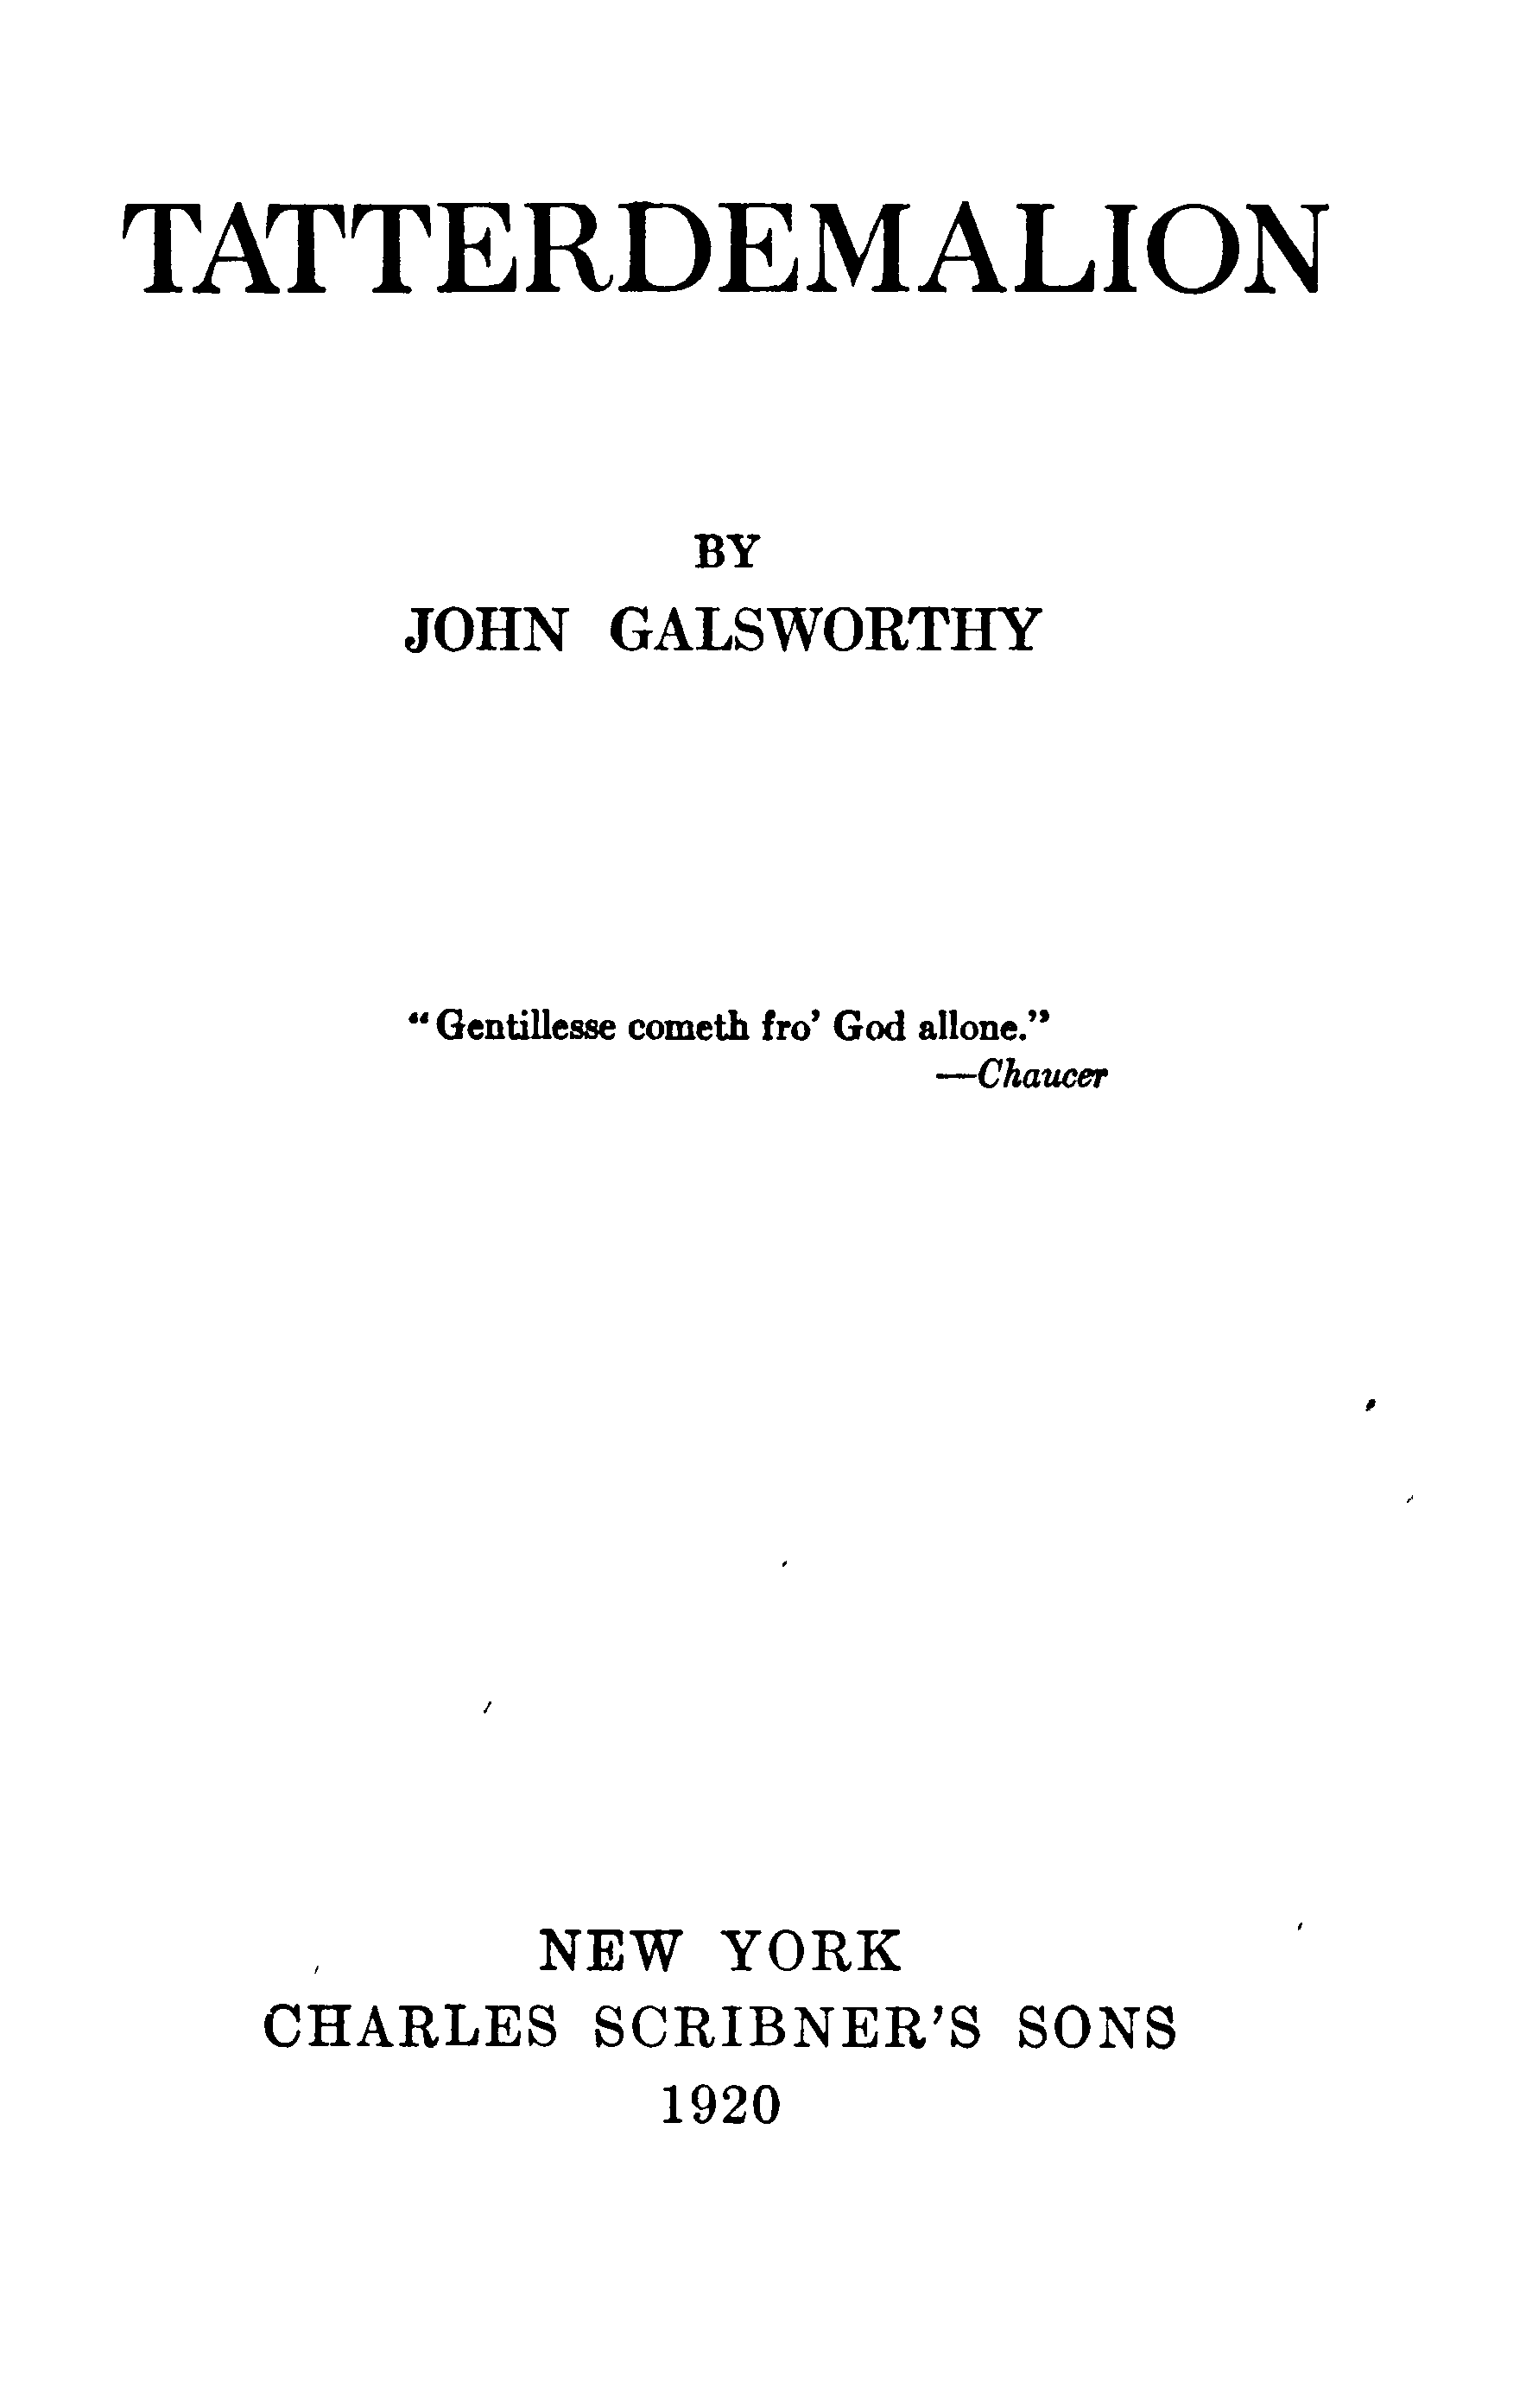 TATTERDEMALION
BY
JOHN GALSWORTHY
"Gentillesse cometh fro' God allone."
—Chaucer
NEW YORK
CHARLES SCRIBNER'S SONS
1920